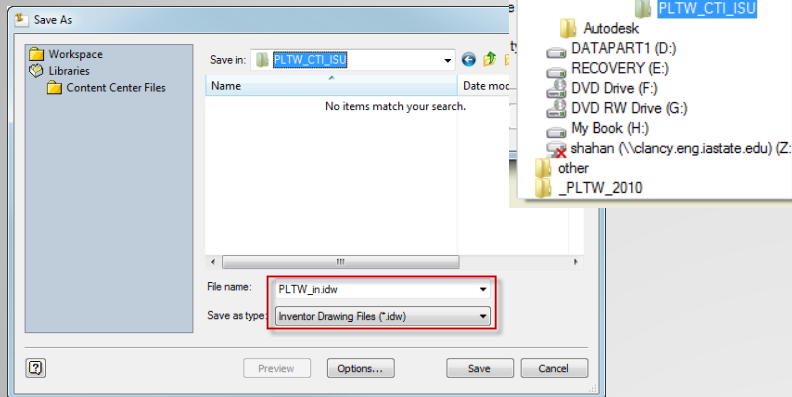 Save As
Workspace
Libraries
Content Center Files
Save in: PLTW_CTI_ISU
Name
Date mod
No items match your search.
File name: PLTW_in.idw
Save as type: Inventor Drawing Files (*.idw)
Preview
Options...
Save
Cancel
PLTW_CTI_ISU
Autodesk
DATAPART1 (D:)
RECOVERY (E:)
DVD Drive (F:)
DVD RW Drive (G:)
My Book (H:)
shahan (\\clancy.eng.iastate.edu) (Z:
other
_PLTW_2010